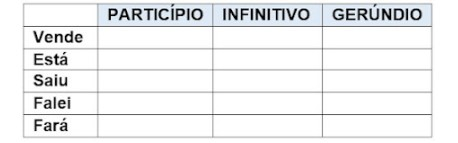 PARTICÍPIO INFINITIVO GERÚNDIO
Vende
Está
Saiu
Falei
Fará